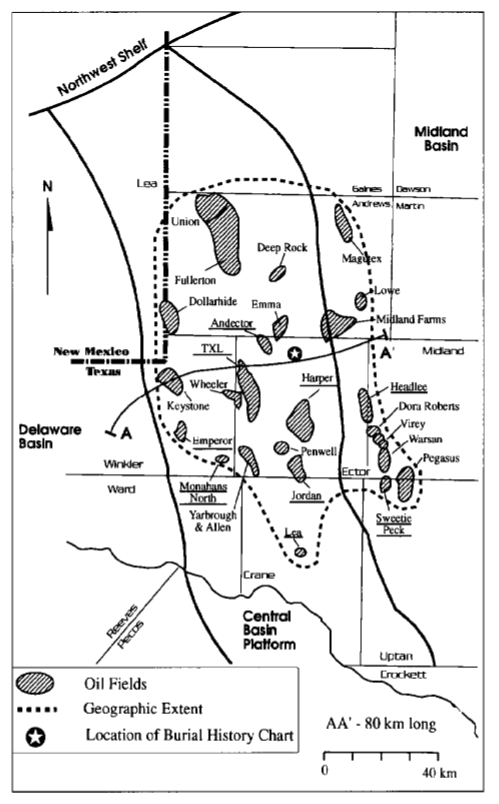 Northwest Shelf
Midland
Basin
N
Lea
Gaines
Dawson
Andrews
Martin
Union
Magutex
Deep Rock
Fullerton
Lowe
Dollarhide
Emma
Andector
Midland Farms
New Mexico
Texas
TXL
A'
Midland
Wheeler
Harper
Headlee
Keystone
Dora Roberts
Virey
Delaware
Basin
A
Emperor
Warsan
Penwell
Pegasus
Winkler
Ector
Ward
Monahans
North
Jordan
Yarbrough
& Allen
Sweetie
Peck
Lea
Crane
Reeves
Pecos
Central
Basin
Platform
Uptan
Crockett
Oil Fields
Geographic Extent
Location of Burial History Chart
AA' - 80 km long
0
40 km